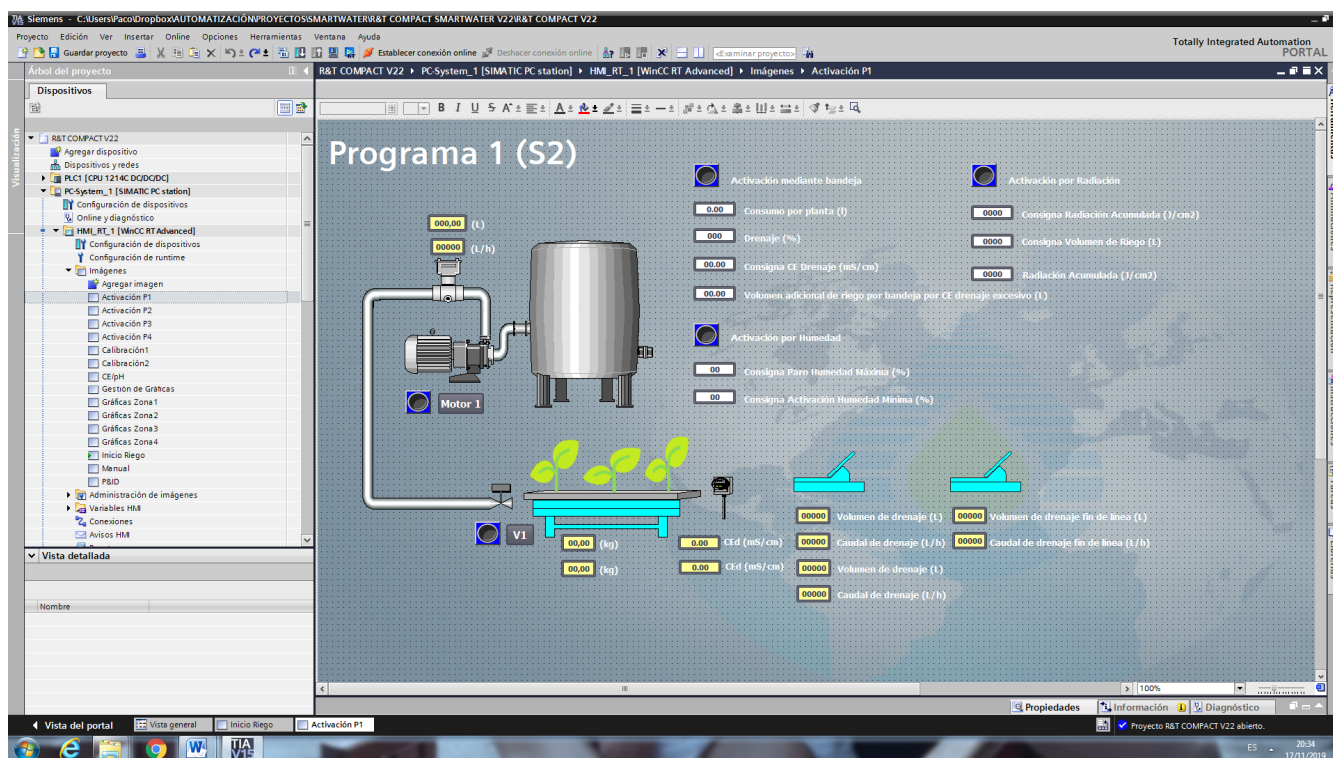 Siemens - C:\Users\Paco\Dropbox\AUTOMATIZACIÓN\PROYECTOS\SMARTWATER\R&T COMPACT SMARTWATER V22\R&T COMPACT V22
Proyecto Edición Ver Insertar Online Opciones Herramientas Ventana Ayuda
Totally Integrated Automation
PORTAL
Guardar proyecto Establecer conexión online Deshacer conexión online <Examinar proyecto>
Árbol del proyecto
R&T COMPACT V22 PC-System_1 [SIMATIC PC station] HMI_RT_1 [WinCC RT Advanced] Imágenes Activación P1
Dispositivos
Visualización
R&T COMPACT V22
Agregar dispositivo
Dispositivos y redes
PLC1 [CPU 1214C DC/DC/DC]
PC-System_1 [SIMATIC PC station]
Configuración de dispositivos
Online y diagnóstico
HMI_RT_1 [WinCC RT Advanced]
Configuración de dispositivos
Configuración de runtime
Imágenes
Agregar imagen
Activación P1
Activación P2
Activación P3
Activación P4
Calibración1
Calibración2
CE/pH
Gestión de Gráficas
Gráficas Zona1
Gráficas Zona2
Gráficas Zona3
Gráficas Zona4
Inicio Riego
Manual
P&ID
Administración de imágenes
Variables HMI
Conexiones
Avisos HMI
Vista detallada
Nombre
B I U S A
Programa 1 (S2)
Activación mediante bandeja
Activación por Radiación
0.00 Consumo por planta (l)
0000 Consigna Radiación Acumulada (J/cm2)
000,00 (L)
000 Drenaje (%)
0000 Consigna Volumen de Riego (L)
00000 (L/h)
00.00 Consigna CE Drenaje (mS/cm)
0000 Radiación Acumulada (J/cm2)
00.00 Volumen adicional de riego por bandeja por CE drenaje excesivo (L)
Activación por Humedad
00 Consigna Paro Humedad Máxima (%)
00 Consigna Activación Humedad Mínima (%)
Motor 1
V1
00000 Volumen de drenaje (L) 00000 Volumen de drenaje fin de línea (L)
00,00 (kg) 0.00 CEd (mS/cm) 00000 Caudal de drenaje (L/h) 00000 Caudal de drenaje fin de línea (L/h)
00,00 (kg) 0.00 CEd (mS/cm) 00000 Volumen de drenaje (L)
00000 Caudal de drenaje (L/h)
100%
Propiedades Información Diagnóstico
Vista del portal Vista general Inicio Riego Activación P1
Proyecto R&T COMPACT V22 abierto.
TIA V15
ES 20:34
17/11/2019